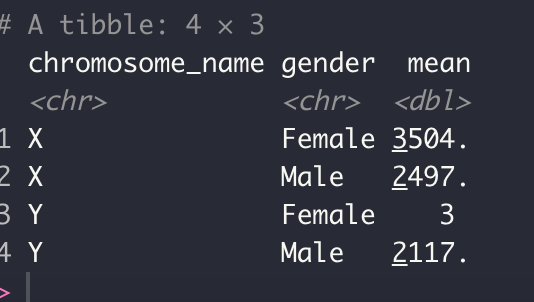 # A tibble: 4 × 3
chromosome_name gender mean
<chr> <chr> <dbl>
1 X Female 3504.
2 X Male 2497.
3 Y Female 3
4 Y Male 2117.
>